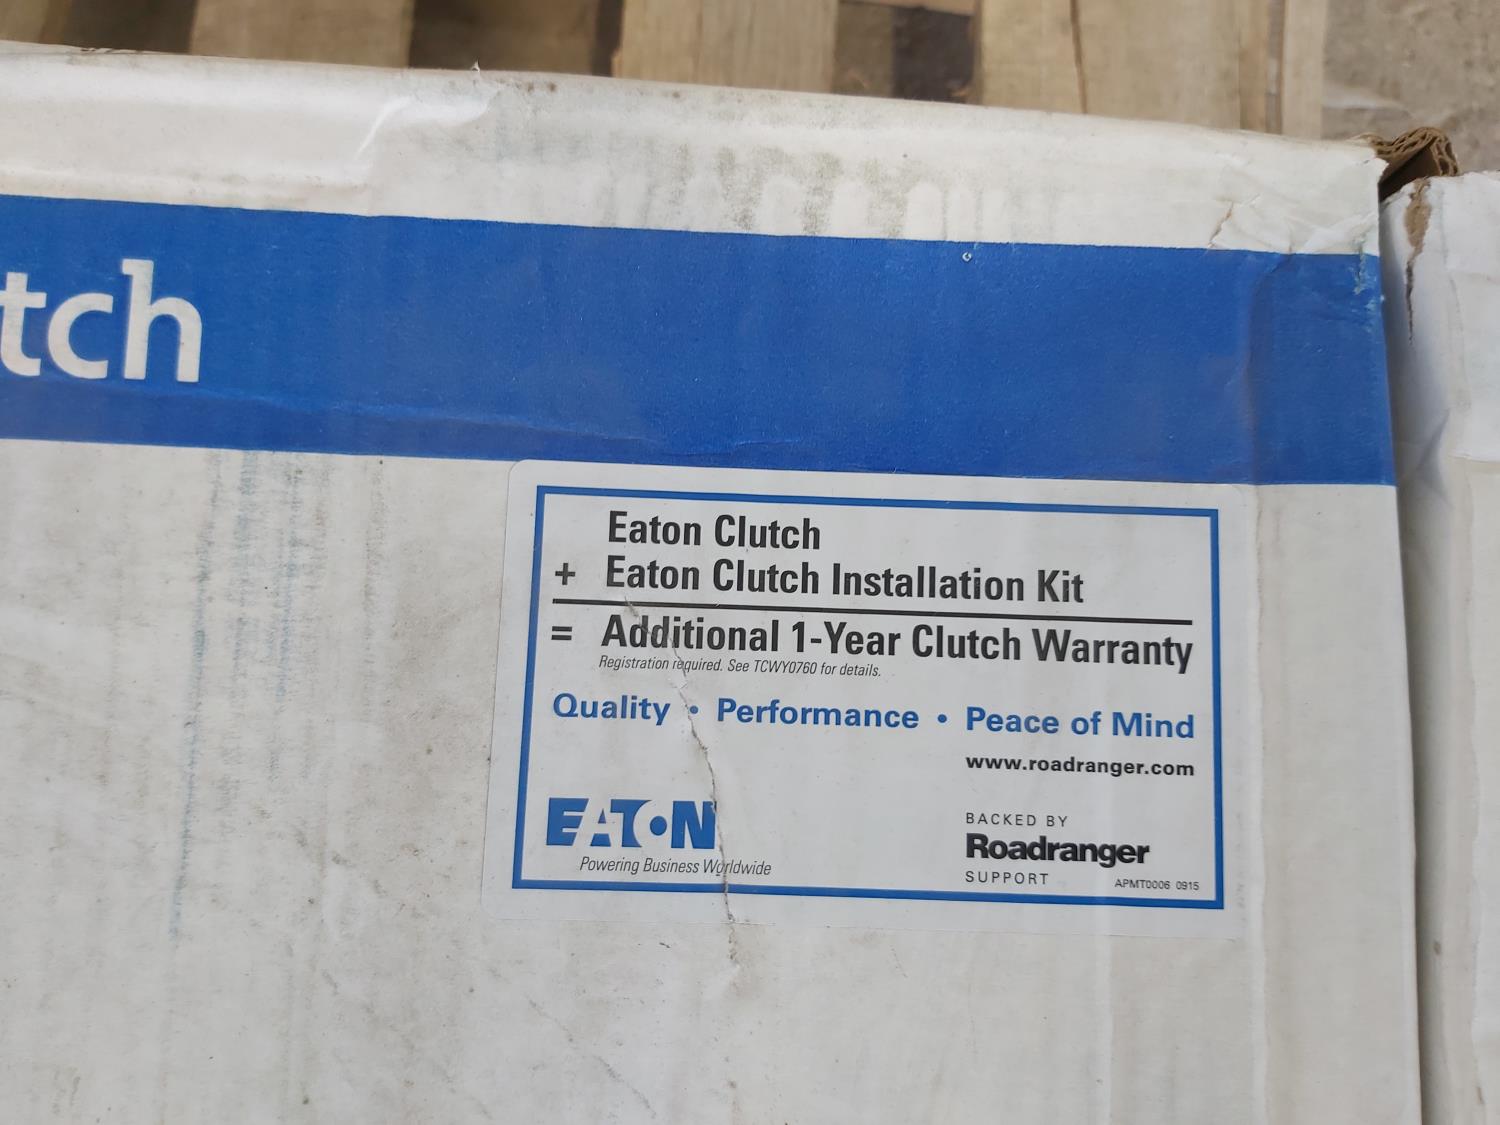 tch
Eaton Clutch
+ Eaton Clutch Installation Kit
= Additional 1-Year Clutch Warranty
Registration required. See TCWY0760 for details.
Quality • Performance • Peace of Mind
www.roadranger.com
EATON
Powering Business Worldwide
BACKED BY
Roadranger
SUPPORT
APMT0006 0915